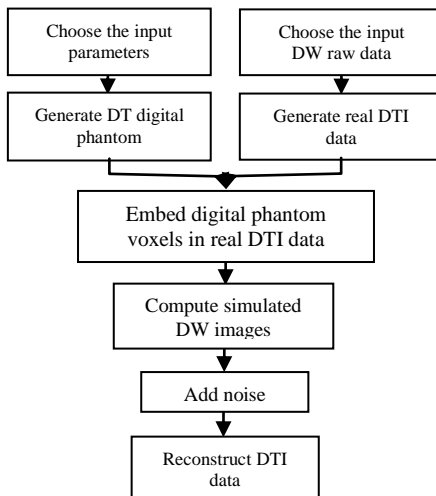 Choose the input
parameters
Choose the input
DW raw data
Generate DT digital
phantom
Generate real DTI
data
Embed digital phantom
voxels in real DTI data
Compute simulated
DW images
Add noise
Reconstruct DTI
data